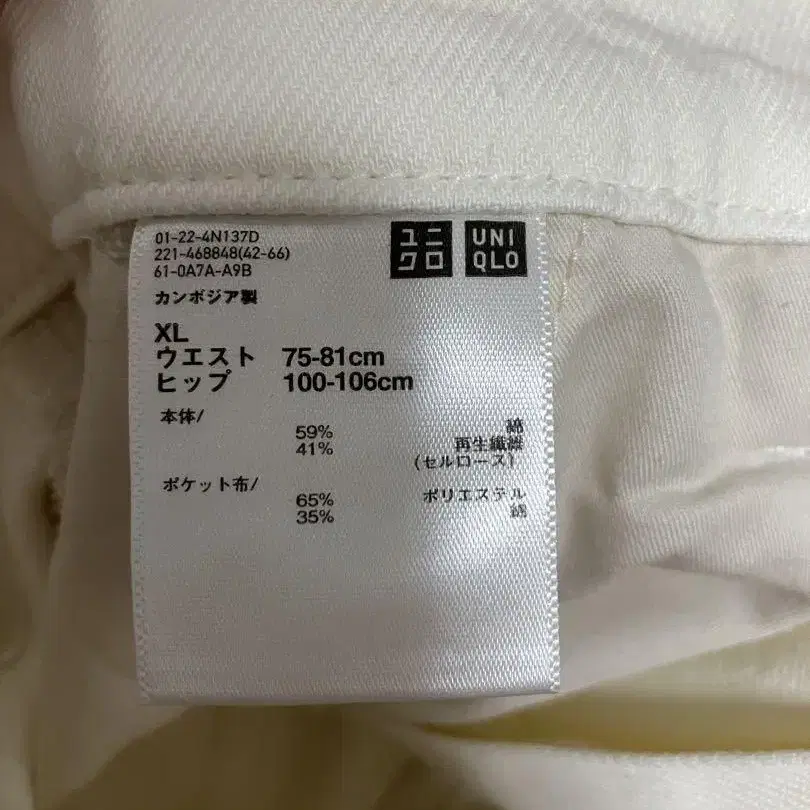 01-22-4N137D
221-468848(42-66)
61-0A7A-A9B
ユニクロ
UNIQLO
カンボジア製
XL
ウエスト 75-81cm
ヒップ 100-106cm
本体/
59% 綿
41% 再生繊維
(セルロース)
ポケット布/
65% ポリエステル
35% 綿